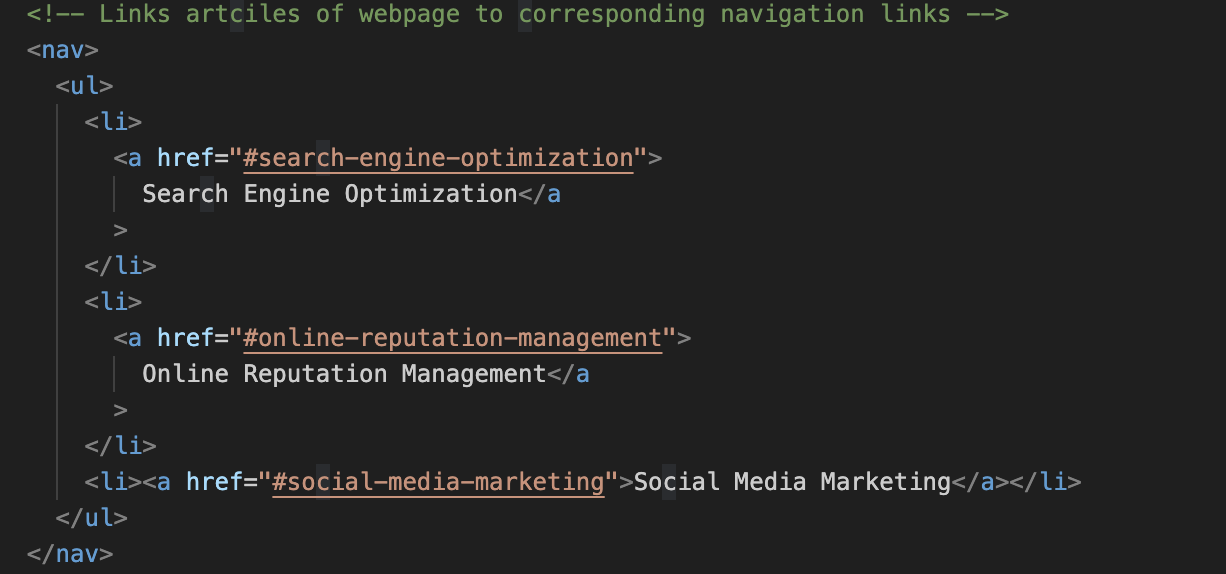 <!-- Links artciles of webpage to corresponding navigation links -->
<nav>
  <ul>
    <li>
      <a href="#search-engine-optimization">
        Search Engine Optimization</a
      >
    </li>
    <li>
      <a href="#online-reputation-management">
        Online Reputation Management</a
      >
    </li>
    <li><a href="#social-media-marketing">Social Media Marketing</a></li>
  </ul>
</nav>